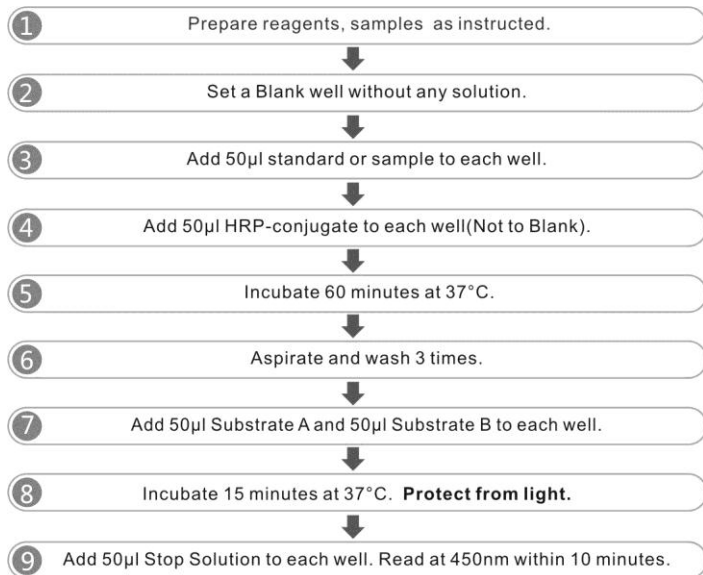 1 Prepare reagents, samples as instructed.
2 Set a Blank well without any solution.
3 Add 50μl standard or sample to each well.
4 Add 50μl HRP-conjugate to each well(Not to Blank).
5 Incubate 60 minutes at 37°C.
6 Aspirate and wash 3 times.
7 Add 50μl Substrate A and 50μl Substrate B to each well.
8 Incubate 15 minutes at 37°C. Protect from light.
9 Add 50μl Stop Solution to each well. Read at 450nm within 10 minutes.